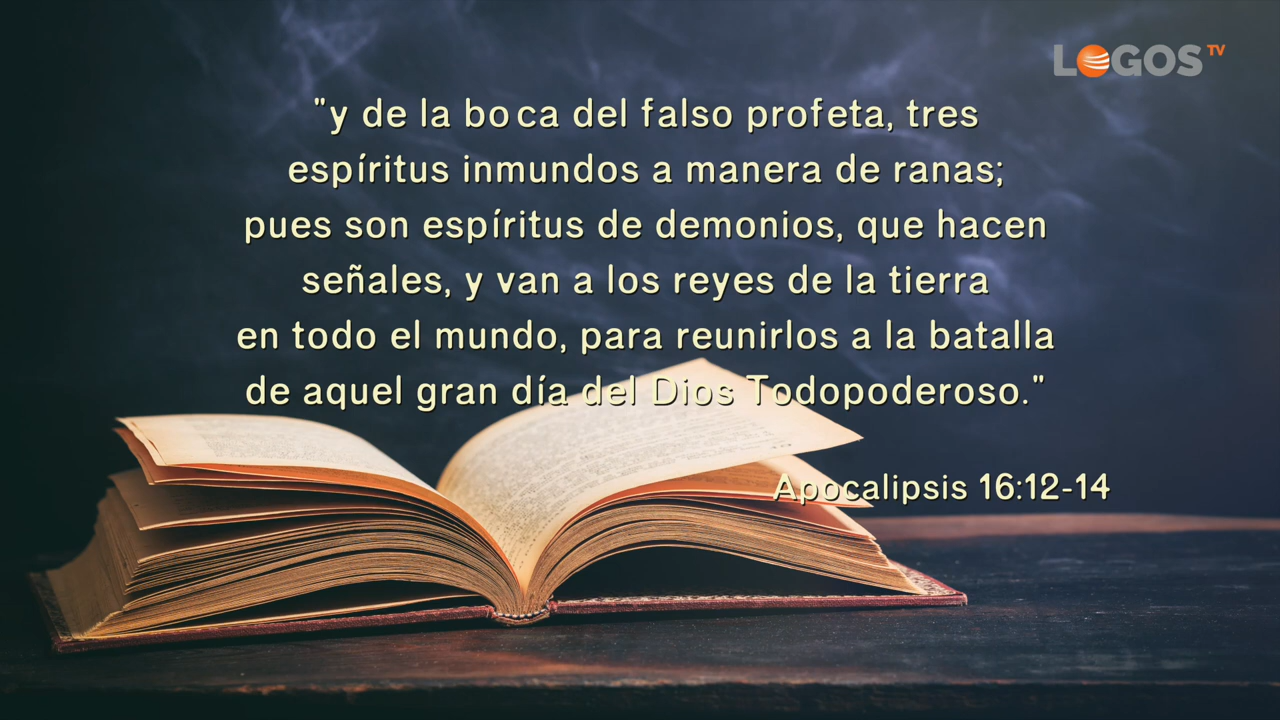 LOGOS TV
"y de la boca del falso profeta, tres
espíritus inmundos a manera de ranas;
pues son espíritus de demonios, que hacen
señales, y van a los reyes de la tierra
en todo el mundo, para reunirlos a la batalla
de aquel gran día del Dios Todopoderoso."
Apocalipsis 16:12-14